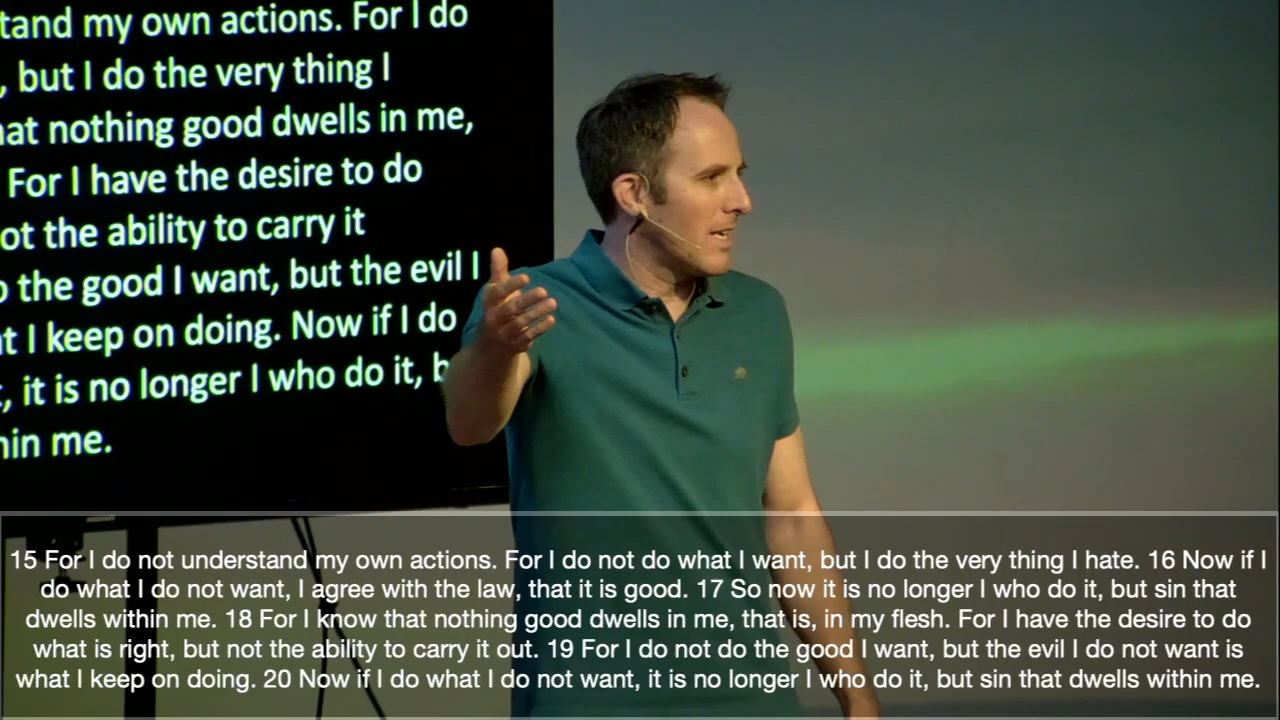 tand my own actions. For I do
, but I do the very thing I
at nothing good dwells in me,
For I have the desire to do
ot the ability to carry it
o the good I want, but the evil I
t I keep on doing. Now if I do
, it is no longer I who do it, b
hin me.
15 For I do not understand my own actions. For I do not do what I want, but I do the very thing I hate. 16 Now if I
do what I do not want, I agree with the law, that it is good. 17 So now it is no longer I who do it, but sin that
dwells within me. 18 For I know that nothing good dwells in me, that is, in my flesh. For I have the desire to do
what is right, but not the ability to carry it out. 19 For I do not do the good I want, but the evil I do not want is
what I keep on doing. 20 Now if I do what I do not want, it is no longer I who do it, but sin that dwells within me.